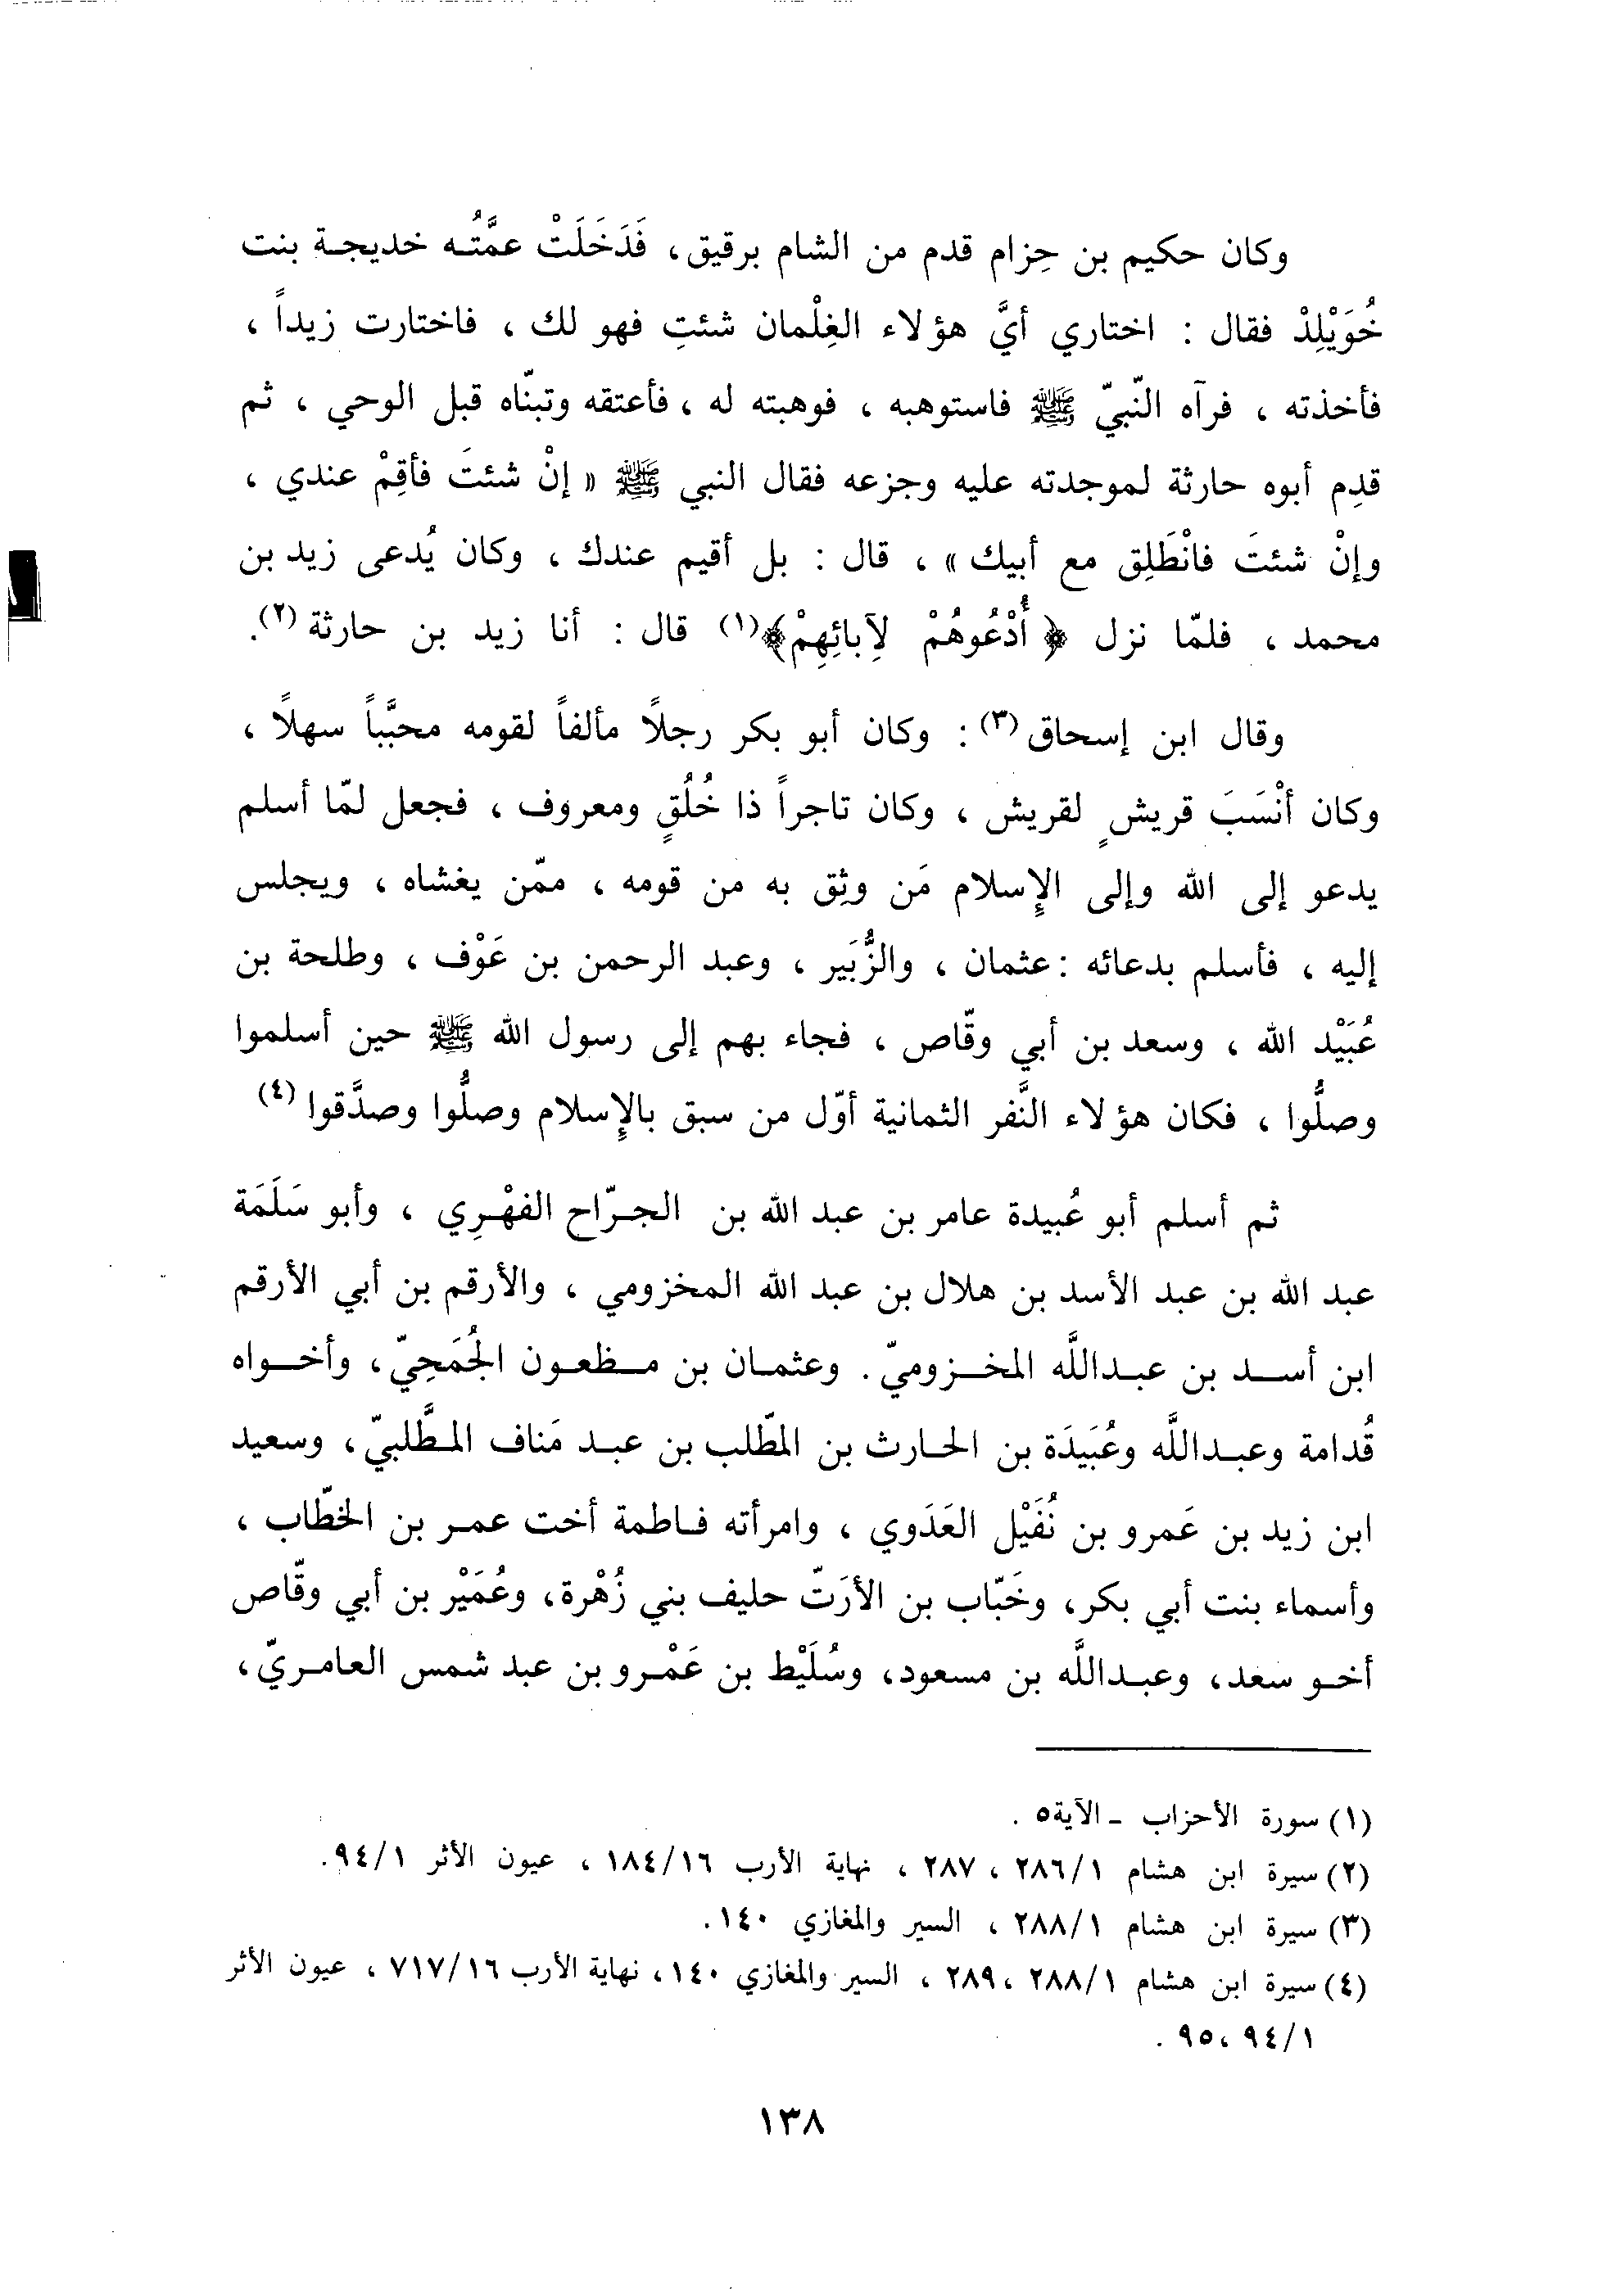 وكان حكيم بن حِزام قدم من الشام برقيق، فَدَخَلَتْ عمَّتُه خديجة بنت
خُوَيْلِدْ فقال : اختاري أيَّ هؤلاء الغِلْمان شئتِ فهو لك ، فاختارت زيداً ،
فأخذته ، فرآه النّبيّ ﷺ فاستوهبه ، فوهبته له ، فأعتقه وتبنّاه قبل الوحي ، ثم
قدِم أبوه حارثة لموجدته عليه وجزعه فقال النبي ﷺ « إنْ شئتَ فأقِمْ عندي ،
وإنْ شئتَ فانْطَلِق مع أبيك » ، قال : بل أقيم عندك ، وكان يُدعى زيد بن
محمد ، فلمّا نزل ﴿ أُدْعُوهُمْ لِآبائِهِمْ﴾(١) قال : أنا زيد بن حارثة (٢).
وقال ابن إسحاق (٣) : وكان أبو بكر رجلًا مألفاً لقومه محبَّباً سهلًا ،
وكان أنْسَبَ قريشٍ لقريش ، وكان تاجراً ذا خُلُقٍ ومعروف ، فجعل لمّا أسلم
يدعو إلى الله وإلى الإِسلام مَن وثِق به من قومه ، ممّن يغشاه ، ويجلس
إليه ، فأسلم بدعائه : عثمان ، والزُّبَير ، وعبد الرحمن بن عَوْف ، وطلحة بن
عُبَيْد الله ، وسعد بن أبي وقّاص ، فجاء بهم إلى رسول الله ﷺ حين أسلموا
وصلُّوا ، فكان هؤلاء النَّفر الثمانية أوّل من سبق بالإِسلام وصلُّوا وصدَّقوا (٤)
ثم أسلم أبو عُبيدة عامر بن عبد الله بن الجرّاح الفهْرِي ، وأبو سَلَمَة
عبد الله بن عبد الأسد بن هلال بن عبد الله المخزومي ، والأرقم بن أبي الأرقم
ابن أسد بن عبداللَّه المخزوميّ. وعثمان بن مظعون الجُمَحِيّ، وأخواه
قُدامة وعبداللَّه وعُبَيدَة بن الحارث بن المطّلب بن عبد مَناف المطَّلبيّ، وسعيد
ابن زيد بن عَمرو بن نُفَيْل العَدَوي ، وامرأته فاطمة أخت عمر بن الخطّاب ،
وأسماء بنت أبي بكر، وخَبّاب بن الأرَتّ حليف بني زُهْرة، وعُمَيْر بن أبي وقّاص
أخو سعد، وعبداللَّه بن مسعود، وسُلَيْط بن عَمْرو بن عبد شمس العامريّ،
(١) سورة الأحزاب ـ الآية٥ .
(٢) سيرة ابن هشام ٢٨٦/١ ، ٢٨٧ ، نهاية الأرب ١٨٤/١٦ ، عيون الأثر ٩٤/١.
(٣) سيرة ابن هشام ٢٨٨/١ ، السير والمغازي ١٤٠.
(٤) سيرة ابن هشام ٢٨٨/١ ،٢٨٩ ، السير والمغازي ١٤٠، نهاية الأرب ٧١٧/١٦ ، عيون الأثر
٩٤/١ ،٩٥ .
١٣٨